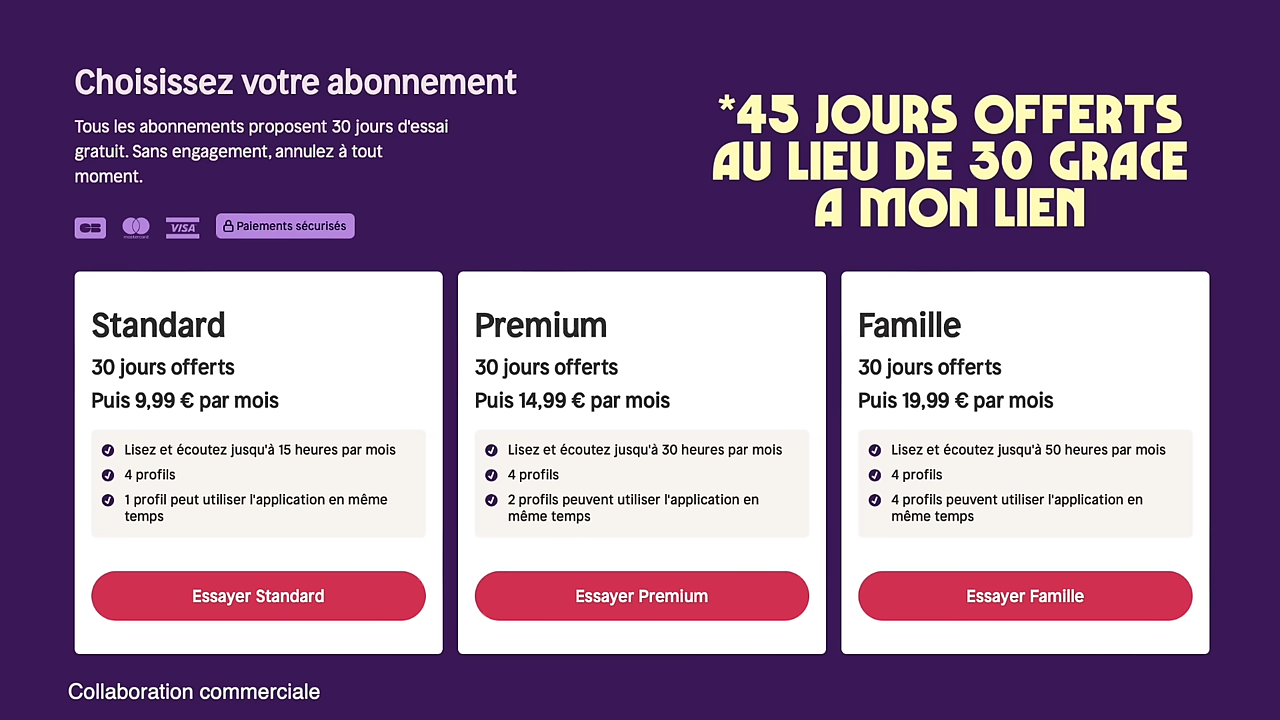 Choisissez votre abonnement
Tous les abonnements proposent 30 jours d'essai
gratuit. Sans engagement, annulez à tout
moment.
CB
mastercard
VISA
Paiements sécurisés
*45 JOURS OFFERTS
AU LIEU DE 30 GRACE
A MON LIEN
Standard
30 jours offerts
Puis 9,99 € par mois
Lisez et écoutez jusqu'à 15 heures par mois
4 profils
1 profil peut utiliser l'application en même
temps
Essayer Standard
Premium
30 jours offerts
Puis 14,99 € par mois
Lisez et écoutez jusqu'à 30 heures par mois
4 profils
2 profils peuvent utiliser l'application en
même temps
Essayer Premium
Famille
30 jours offerts
Puis 19,99 € par mois
Lisez et écoutez jusqu'à 50 heures par mois
4 profils
4 profils peuvent utiliser l'application en
même temps
Essayer Famille
Collaboration commerciale